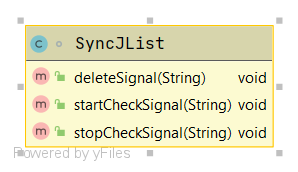 SyncJList
deleteSignal(String) void
startCheckSignal(String) void
stopCheckSignal(String) void
Powered by yFiles